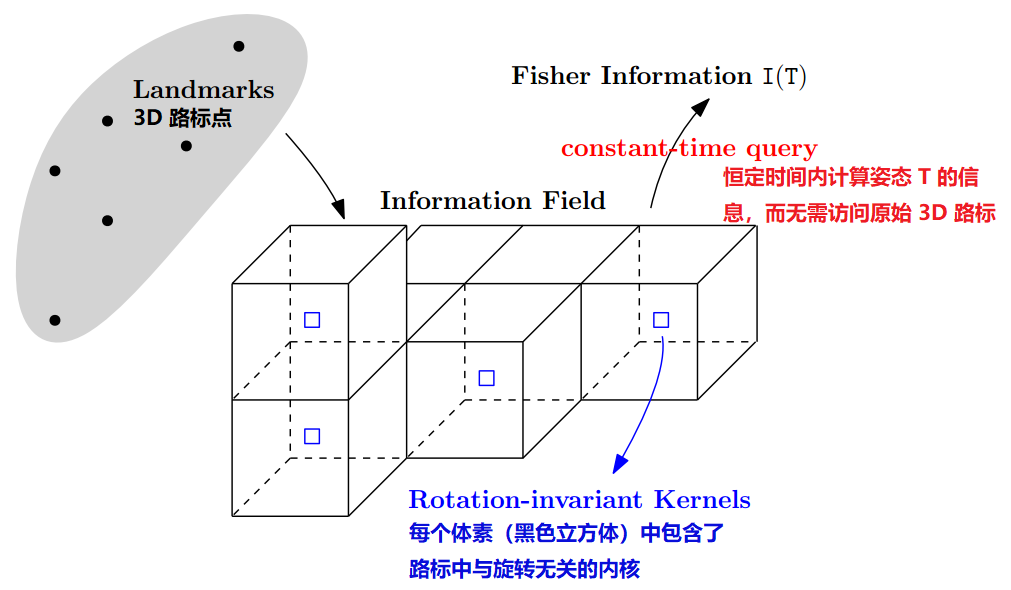 Landmarks
3D 路标点
Fisher Information I(T)
constant-time query
恒定时间内计算姿态 T 的信
息，而无需访问原始 3D 路标
Information Field
Rotation-invariant Kernels
每个体素（黑色立方体）中包含了
路标中与旋转无关的内核